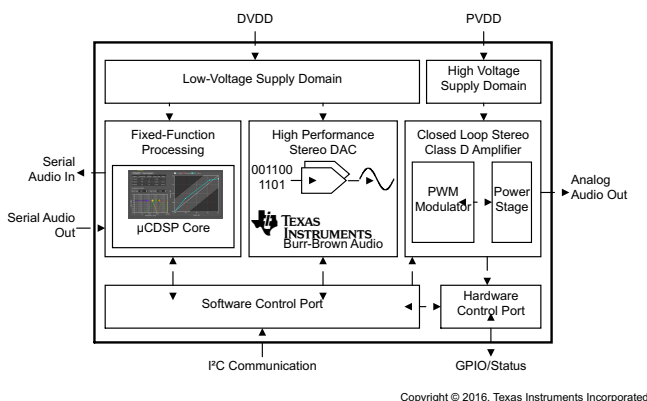 DVDD
PVDD
Low-Voltage Supply Domain
High Voltage
Supply Domain
Fixed-Function
Processing
High Performance
Stereo DAC
Closed Loop Stereo
Class D Amplifier
Serial
Audio In
Serial Audio
Out
µCDSP Core
001100
1101
TEXAS
INSTRUMENTS
Burr-Brown Audio
PWM
Modulator
Power
Stage
Analog
Audio Out
Software Control Port
Hardware
Control Port
I²C Communication
GPIO/Status
Copyright © 2016, Texas Instruments Incorporated